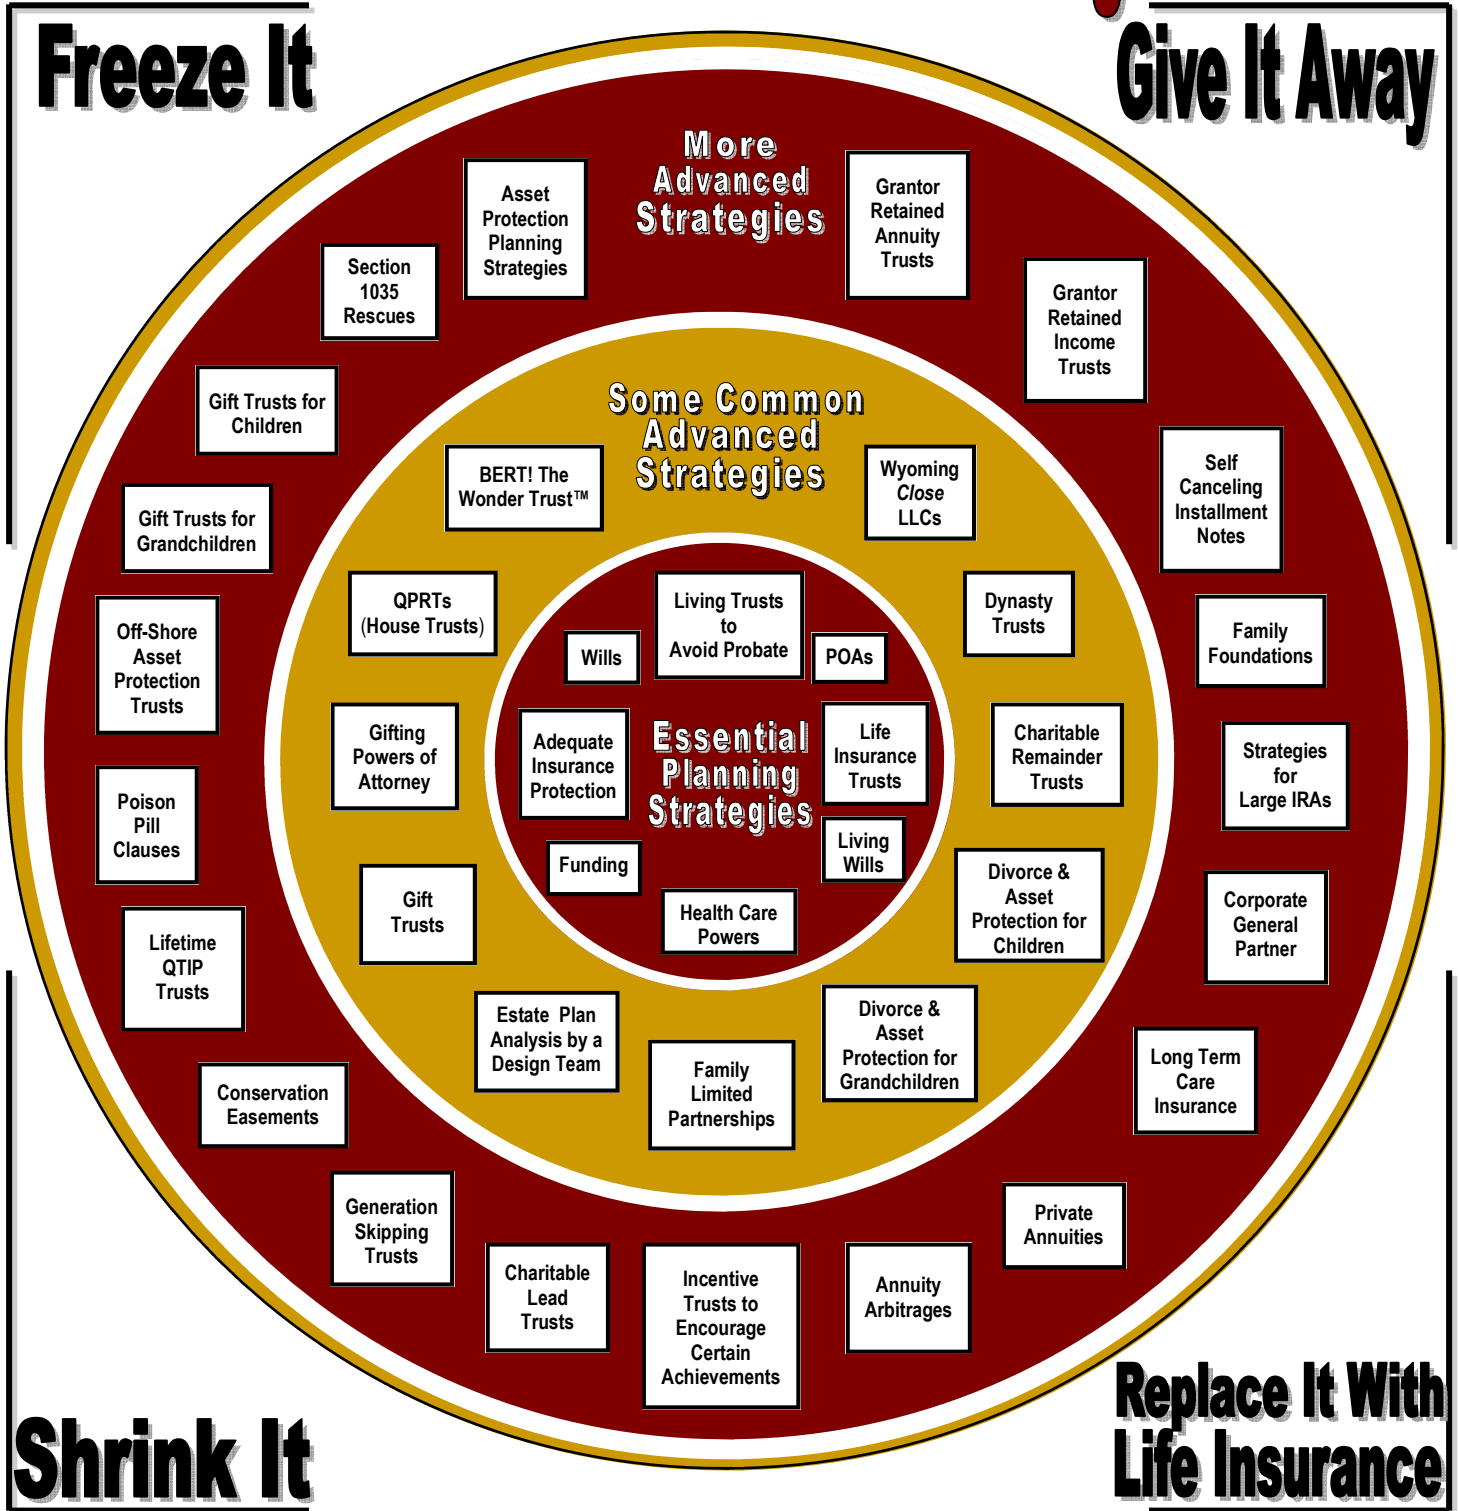 Freeze It
Give It Away
More
Advanced
Strategies
Asset
Protection
Planning
Strategies
Grantor
Retained
Annuity
Trusts
Section
1035
Rescues
Grantor
Retained
Income
Trusts
Gift Trusts for
Children
Self
Canceling
Installment
Notes
Gift Trusts for
Grandchildren
Family
Foundations
Off-Shore
Asset
Protection
Trusts
Strategies
for
Large IRAs
Poison
Pill
Clauses
Corporate
General
Partner
Lifetime
QTIP
Trusts
Long Term
Care
Insurance
Conservation
Easements
Private
Annuities
Generation
Skipping
Trusts
Charitable
Lead
Trusts
Incentive
Trusts to
Encourage
Certain
Achievements
Annuity
Arbitrages
Some Common
Advanced
Strategies
BERT! The
Wonder Trust™
Wyoming
Close
LLCs
QPRTs
(House Trusts)
Dynasty
Trusts
Gifting
Powers of
Attorney
Charitable
Remainder
Trusts
Gift
Trusts
Divorce &
Asset
Protection for
Children
Estate Plan
Analysis by a
Design Team
Family
Limited
Partnerships
Divorce &
Asset
Protection for
Grandchildren
Living Trusts
to
Avoid Probate
Wills
POAs
Essential
Planning
Strategies
Adequate
Insurance
Protection
Life
Insurance
Trusts
Funding
Living
Wills
Health Care
Powers
Shrink It
Replace It With
Life Insurance